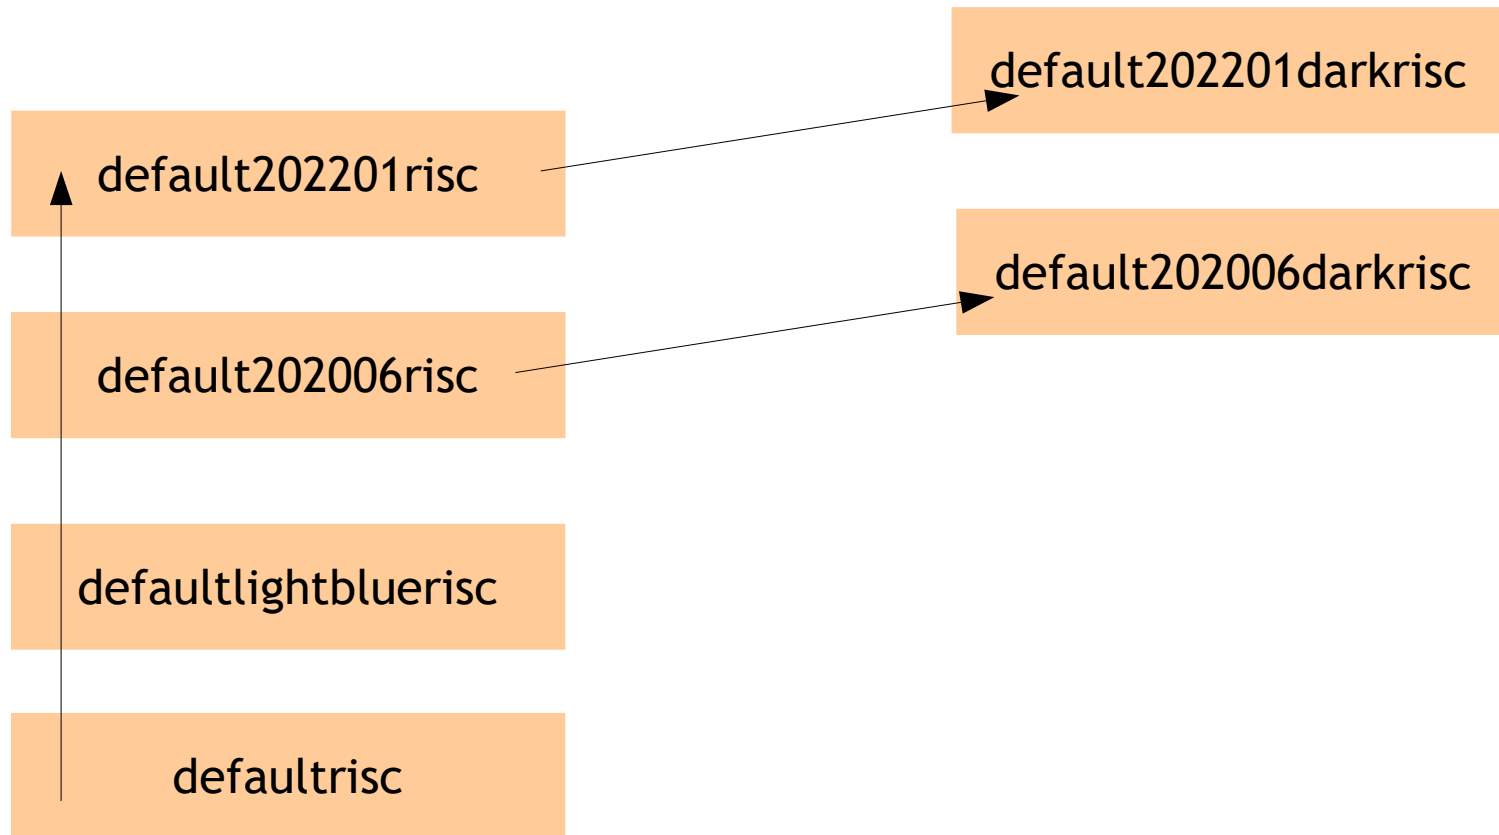 default202201darkrisc
default202201risc
default202006darkrisc
default202006risc
defaultlightbluerisc
defaultrisc